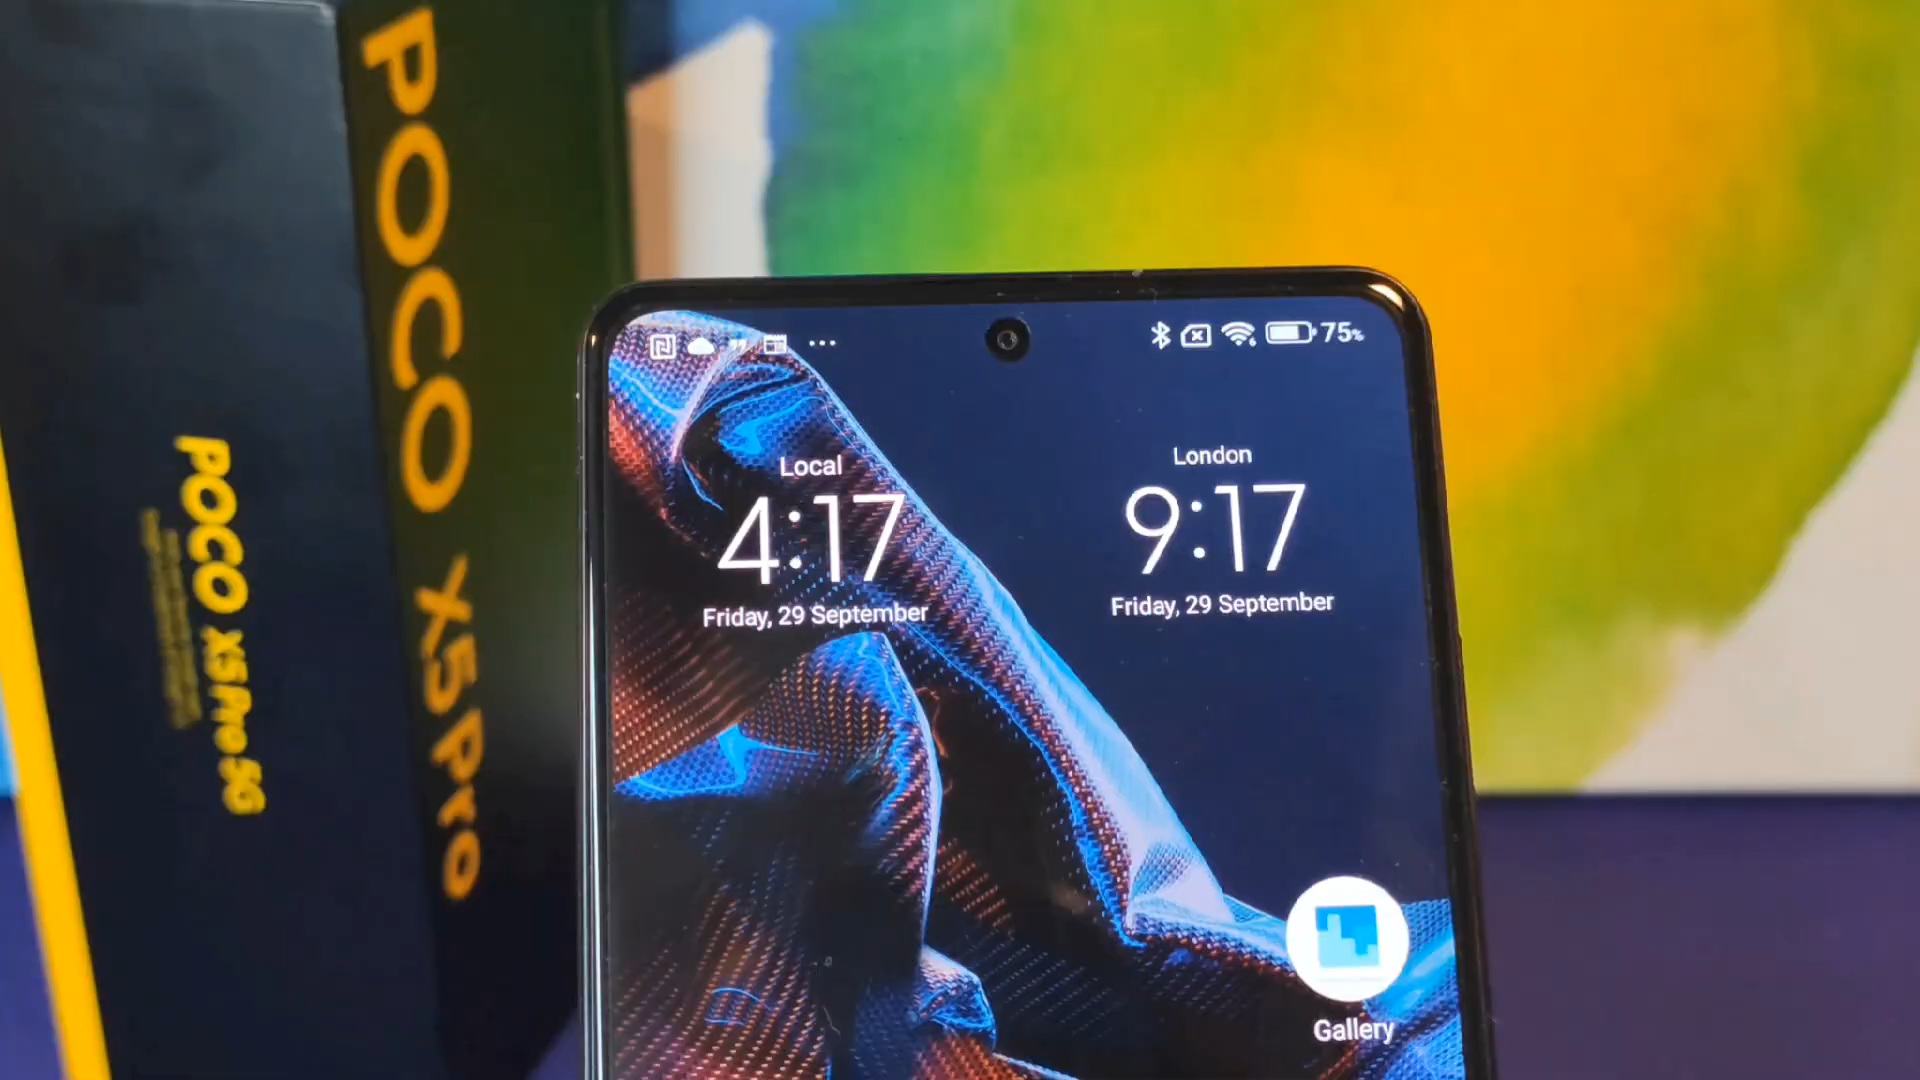 POCO X5 Pro
POCO X5 Pro 5G
75%
Local
4:17
Friday, 29 September
London
9:17
Friday, 29 September
Gallery